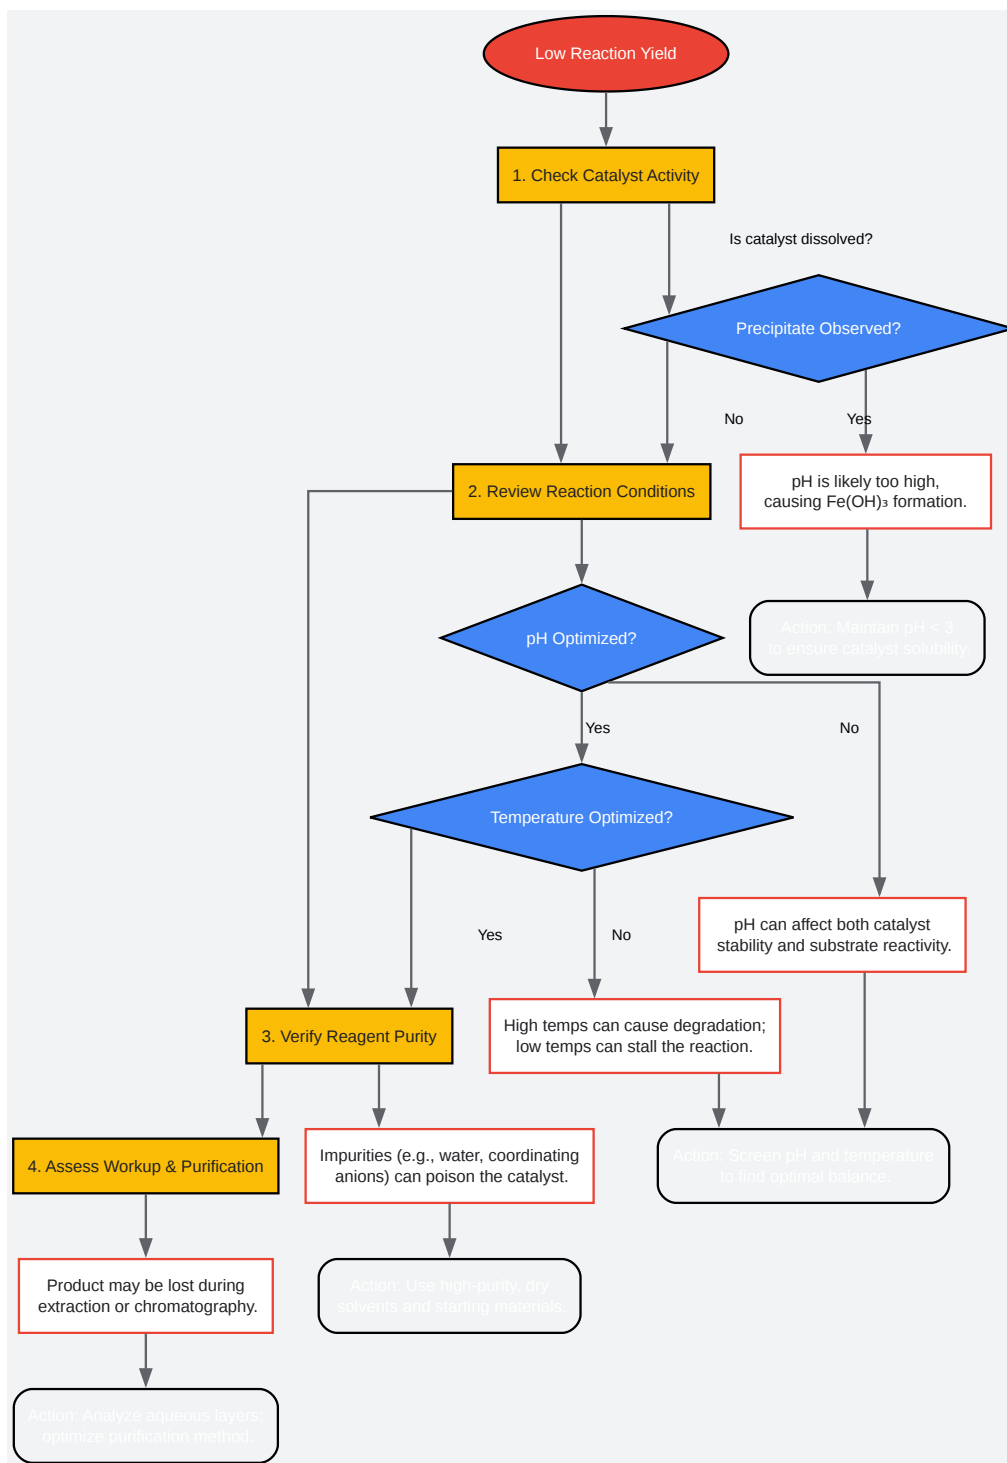 Low Reaction Yield
1. Check Catalyst Activity
Is catalyst dissolved?
Precipitate Observed?
No
Yes
pH is likely too high,
causing Fe(OH)₃ formation.
2. Review Reaction Conditions
Action: Maintain pH < 3
to ensure catalyst solubility.
pH Optimized?
Yes
No
Temperature Optimized?
Yes
No
pH can affect both catalyst
stability and substrate reactivity.
High temps can cause degradation;
low temps can stall the reaction.
3. Verify Reagent Purity
Action: Screen pH and temperature
to find optimal balance.
Impurities (e.g., water, coordinating
anions) can poison the catalyst.
4. Assess Workup & Purification
Action: Use high-purity, dry
solvents and starting materials.
Product may be lost during
extraction or chromatography.
Action: Analyze aqueous layers;
optimize purification method.